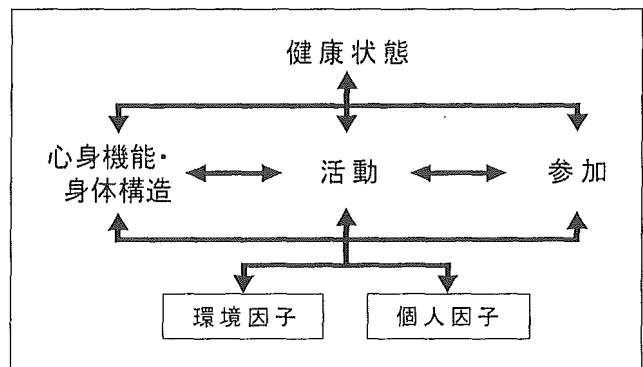 健康状態
心身機能・
身体構造
活動
参加
環境因子
個人因子